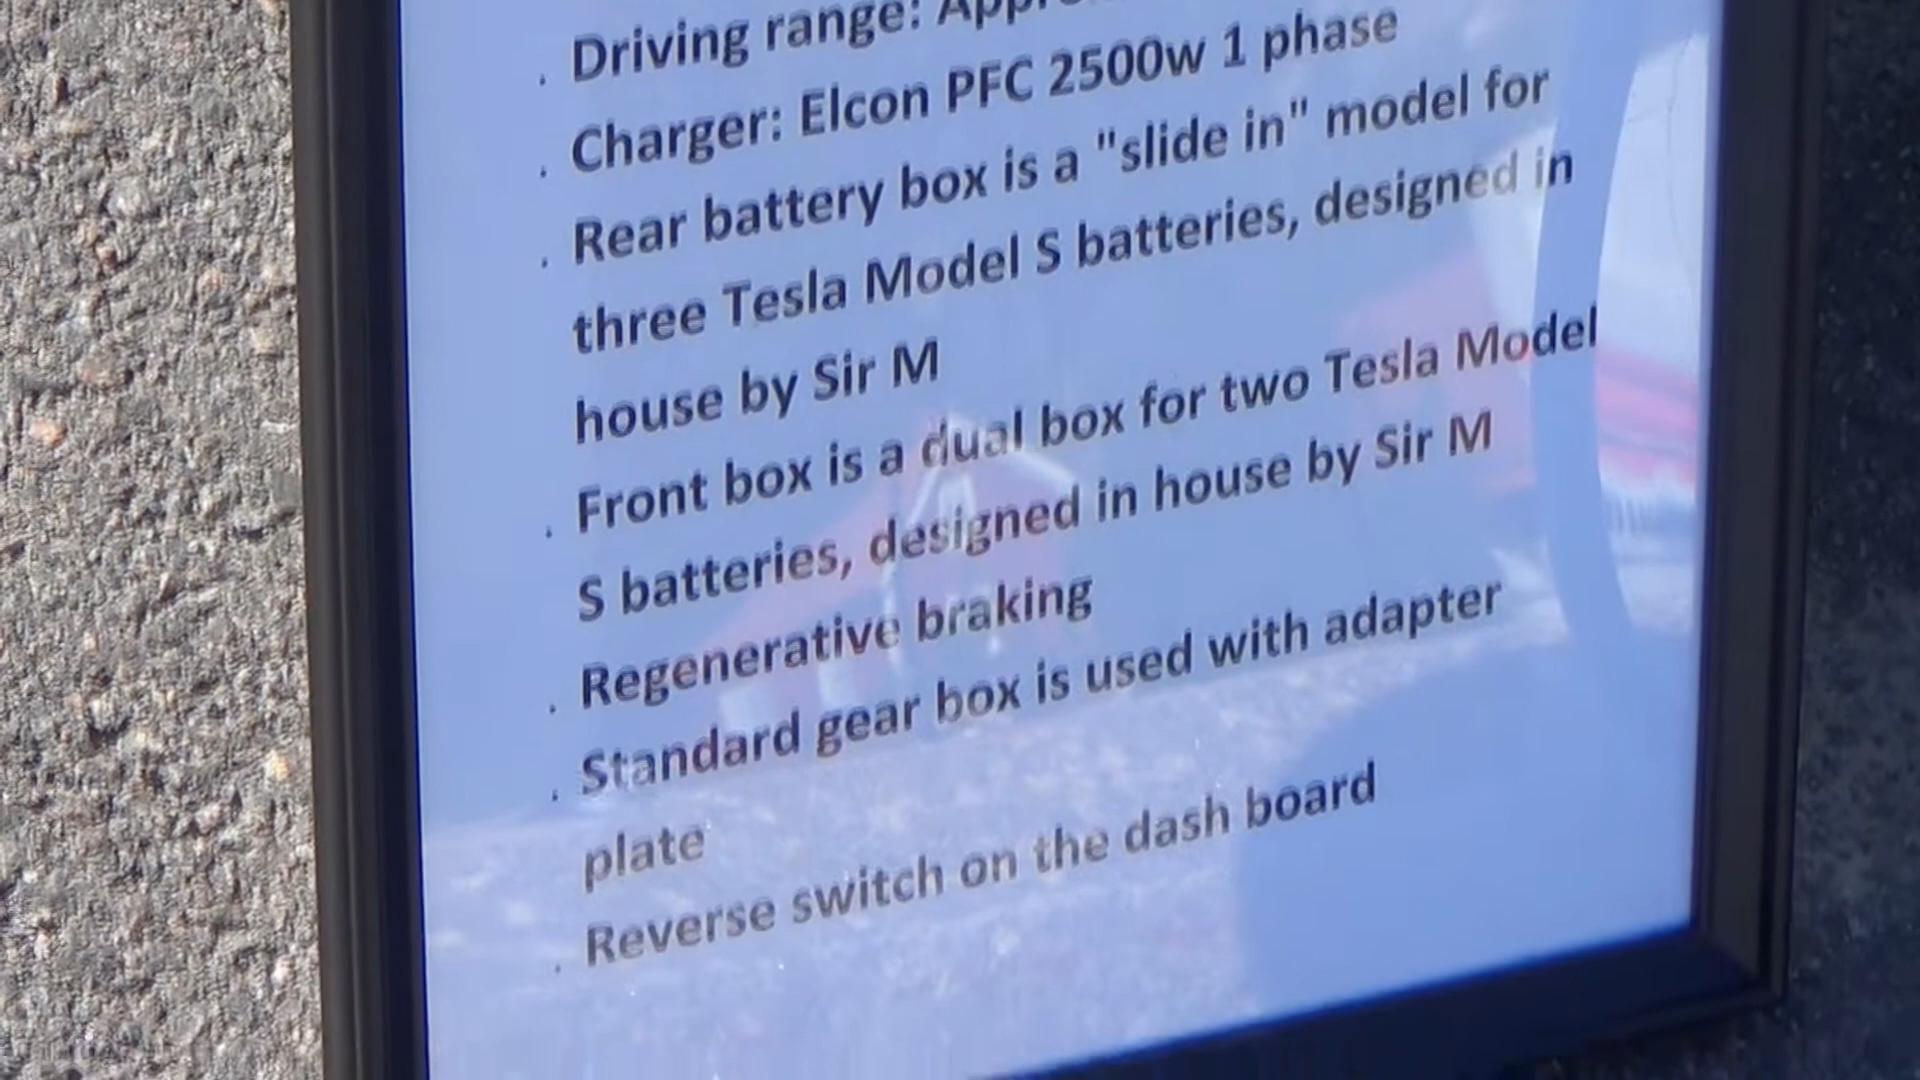 . Driving range:
. Charger: Elcon PFC 2500w 1 phase
. Rear battery box is a "slide in" model for
three Tesla Model S batteries, designed in
house by Sir M
. Front box is a dual box for two Tesla Model
S batteries, designed in house by Sir M
. Regenerative braking
. Standard gear box is used with adapter
plate
. Reverse switch on the dash board